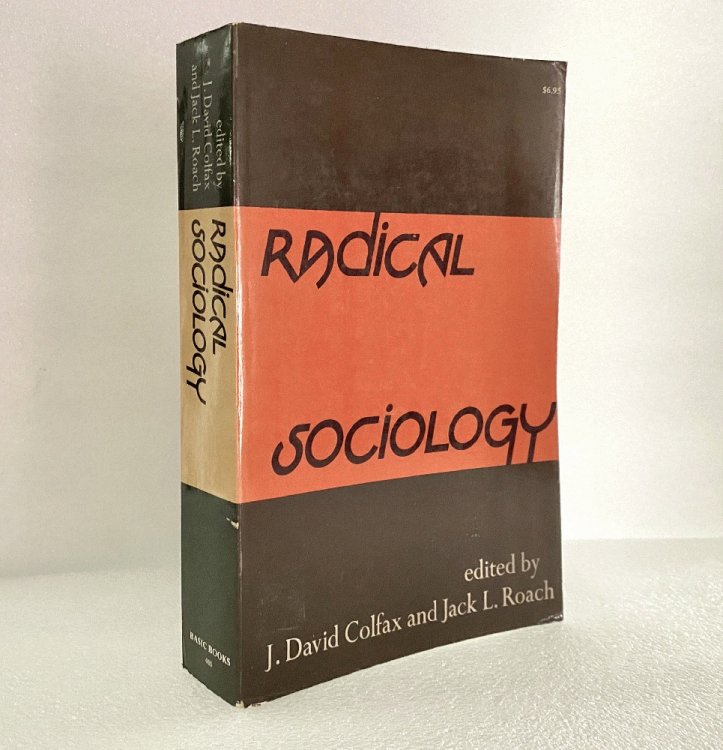 edited by
J. David Colfax
and Jack L. Roach
RADICAL
SOCIOLOGY
BASIC BOOKS
$6.95
RADICAL
SOCIOLOGY
edited by
J. David Colfax and Jack L. Roach